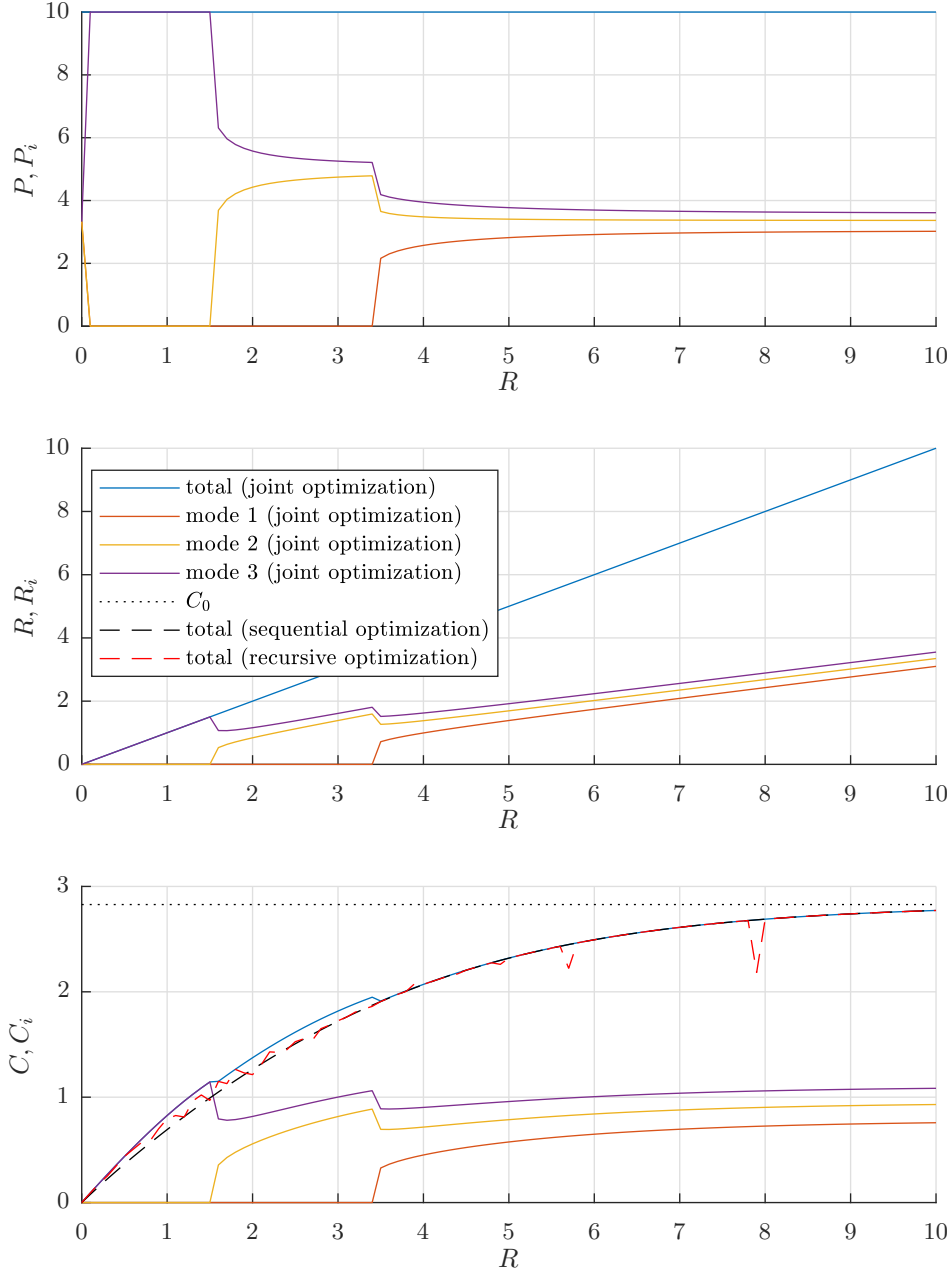 10
8
6
4
2
0
P, P_i
0 1 2 3 4 5 6 7 8 9 10
R
10
8
6
4
2
0
R, R_i
total (joint optimization)
mode 1 (joint optimization)
mode 2 (joint optimization)
mode 3 (joint optimization)
C_0
total (sequential optimization)
total (recursive optimization)
0 1 2 3 4 5 6 7 8 9 10
R
3
2
1
0
C, C_i
0 1 2 3 4 5 6 7 8 9 10
R